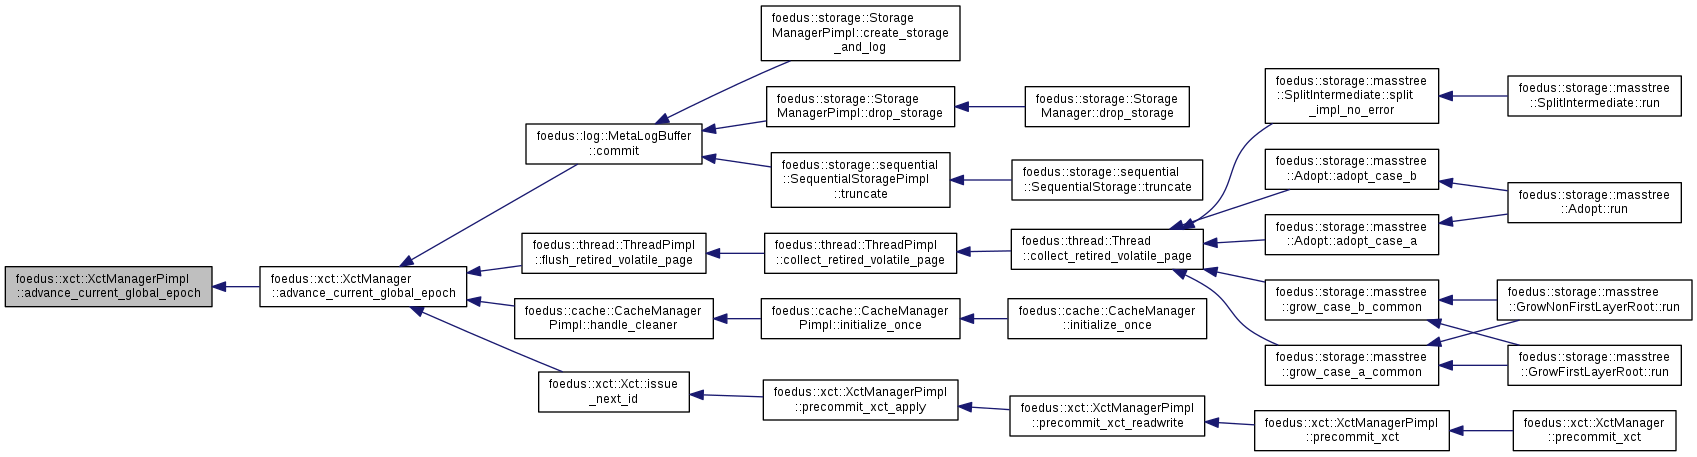 foedus::xct::XctManagerPimpl
::advance_current_global_epoch
foedus::xct::XctManager
::advance_current_global_epoch
foedus::log::MetaLogBuffer
::commit
foedus::thread::ThreadPimpl
::flush_retired_volatile_page
foedus::cache::CacheManager
Pimpl::handle_cleaner
foedus::xct::Xct::issue
_next_id
foedus::storage::Storage
ManagerPimpl::create_storage
_and_log
foedus::storage::Storage
ManagerPimpl::drop_storage
foedus::storage::sequential
::SequentialStoragePimpl
::truncate
foedus::thread::ThreadPimpl
::collect_retired_volatile_page
foedus::cache::CacheManager
Pimpl::initialize_once
foedus::xct::XctManagerPimpl
::precommit_xct_apply
foedus::storage::Storage
Manager::drop_storage
foedus::storage::sequential
::SequentialStorage::truncate
foedus::thread::Thread
::collect_retired_volatile_page
foedus::cache::CacheManager
::initialize_once
foedus::xct::XctManagerPimpl
::precommit_xct_readwrite
foedus::storage::masstree
::SplitIntermediate::split
_impl_no_error
foedus::storage::masstree
::Adopt::adopt_case_b
foedus::storage::masstree
::Adopt::adopt_case_a
foedus::storage::masstree
::grow_case_b_common
foedus::storage::masstree
::grow_case_a_common
foedus::xct::XctManagerPimpl
::precommit_xct
foedus::storage::masstree
::SplitIntermediate::run
foedus::storage::masstree
::Adopt::run
foedus::storage::masstree
::GrowNonFirstLayerRoot::run
foedus::storage::masstree
::GrowFirstLayerRoot::run
foedus::xct::XctManager
::precommit_xct